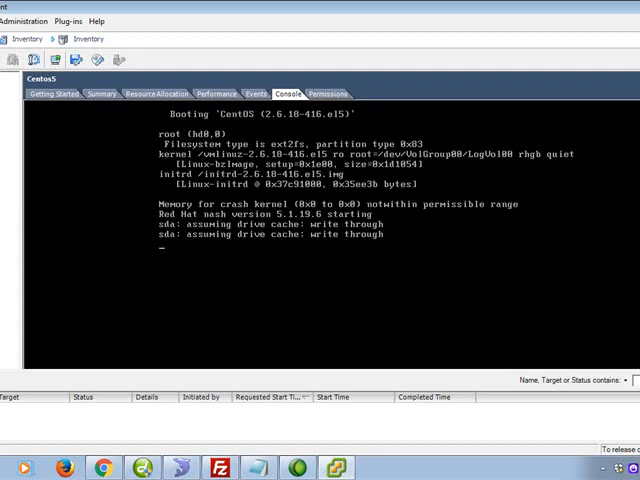 ent
Administration Plug-ins Help
Inventory Inventory
Centos5
Getting Started Summary Resource Allocation Performance Events Console Permissions
Booting 'CentOS (2.6.18-416.el5)'
root (hd0,0)
Filesystem type is ext2fs, partition type 0x83
kernel /vmlinuz-2.6.18-416.el5 ro root=/dev/VolGroup00/LogVol00 rhgb quiet
[Linux-bzImage, setup=0x1e00, size=0x1d1054]
initrd /initrd-2.6.18-416.el5.img
[Linux-initrd @ 0x37c91000, 0x35ee3b bytes]
Memory for crash kernel (0x0 to 0x0) notwithin permissible range
Red Hat nash version 5.1.19.6 starting
sda: assuming drive cache: write through
sda: assuming drive cache: write through
Name, Target or Status contains:
Target Status Details Initiated by Requested Start Ti... Start Time Completed Time
To release c